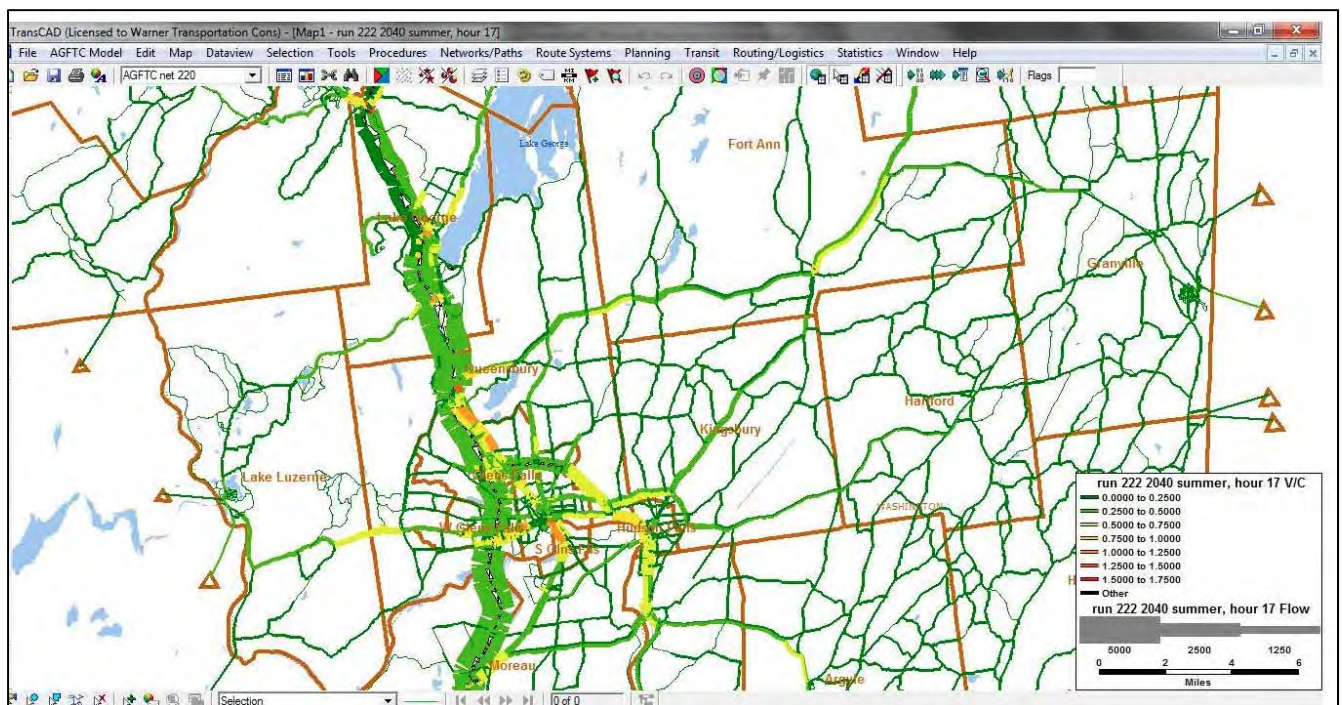 TransCAD (Licensed to Warner Transportation Cons) - [Map1 - run 222 2040 summer, hour 17]
File AGFTC Model Edit Map Dataview Selection Tools Procedures Networks/Paths Route Systems Planning Transit Routing/Logistics Statistics Window Help
AGFTC net 220
Flags
Lake George
Fort Ann
Granville
Queensbury
Hartford
Kingsbury
Lake Luzerne
WASHINGTON
S Glns Fls
Moreau
Argyle
run 222 2040 summer, hour 17 V/C
0.0000 to 0.2500
0.2500 to 0.5000
0.5000 to 0.7500
0.7500 to 1.0000
1.0000 to 1.2500
1.2500 to 1.5000
1.5000 to 1.7500
Other
run 222 2040 summer, hour 17 Flow
5000 2500 1250
0 2 4 6
Miles
Selection
0 of 0